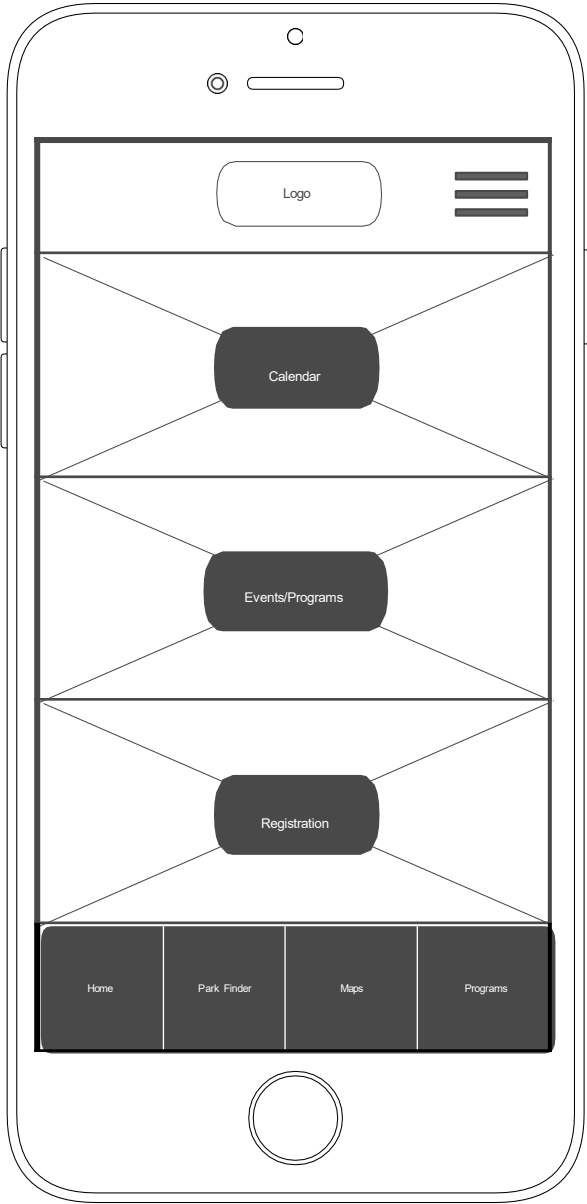 Logo
Calendar
Events/Programs
Registration
Home
Park Finder
Maps
Programs